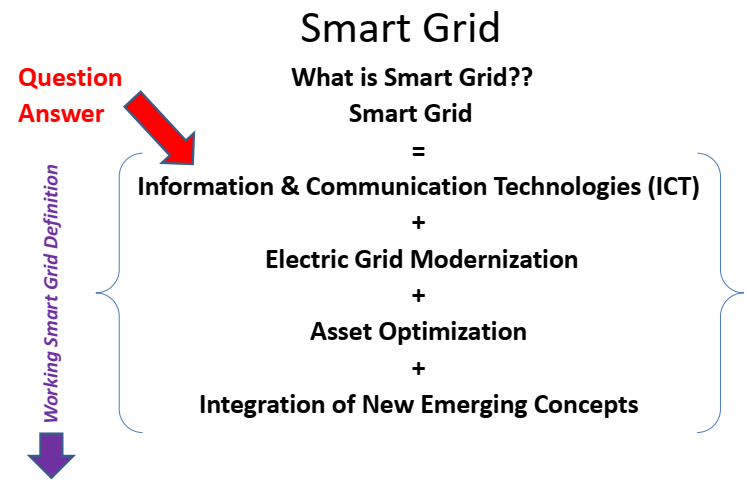 Smart Grid
Question
What is Smart Grid??
Answer
Smart Grid
=
Information & Communication Technologies (ICT)
+
Electric Grid Modernization
+
Asset Optimization
+
Integration of New Emerging Concepts
Working Smart Grid Definition